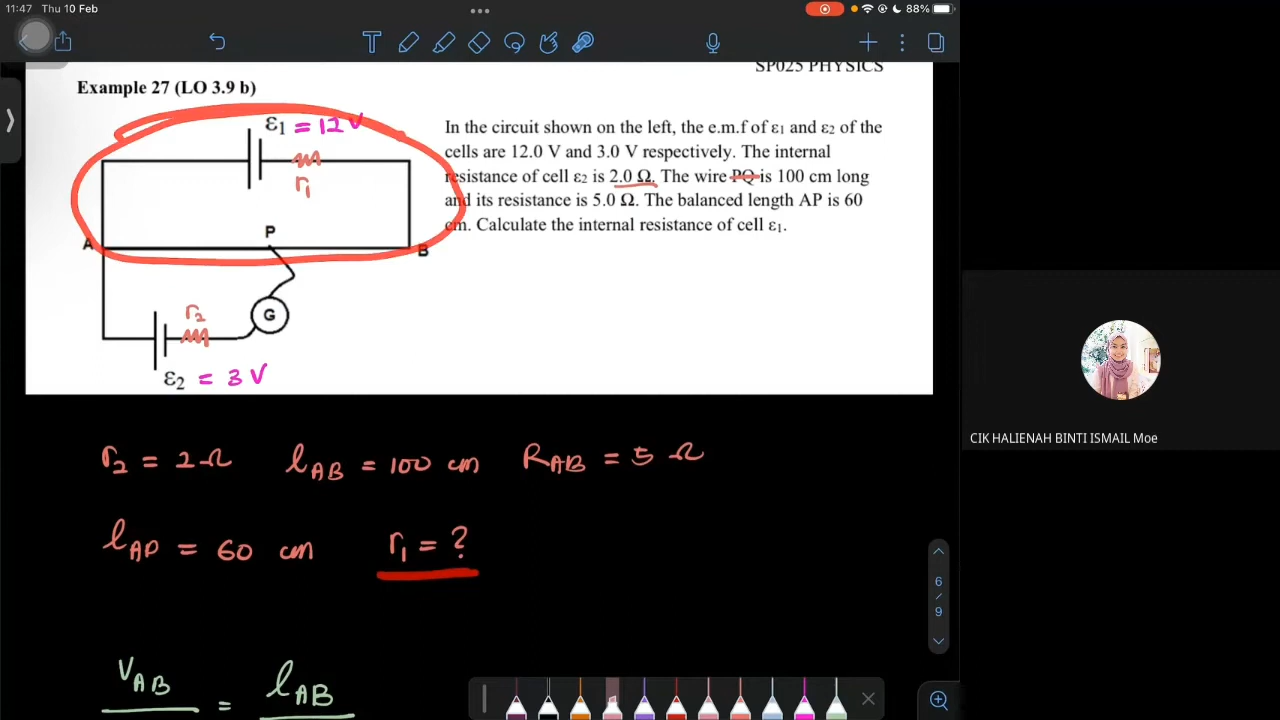 11:47 Thu 10 Feb
88%
SP025 PHYSICS
Example 27 (LO 3.9 b)
ε1 = 12 V
r1
In the circuit shown on the left, the e.m.f of ε1 and ε2 of the
cells are 12.0 V and 3.0 V respectively. The internal
resistance of cell ε2 is 2.0 Ω. The wire PQ is 100 cm long
and its resistance is 5.0 Ω. The balanced length AP is 60
cm. Calculate the internal resistance of cell ε1.
A
P
B
r2
G
ε2 = 3 V
r2 = 2 Ω lAB = 100 cm RAB = 5 Ω
lAP = 60 cm r1 = ?
VAB = lAB
6
/
9
CIK HALIENAH BINTI ISMAIL Moe